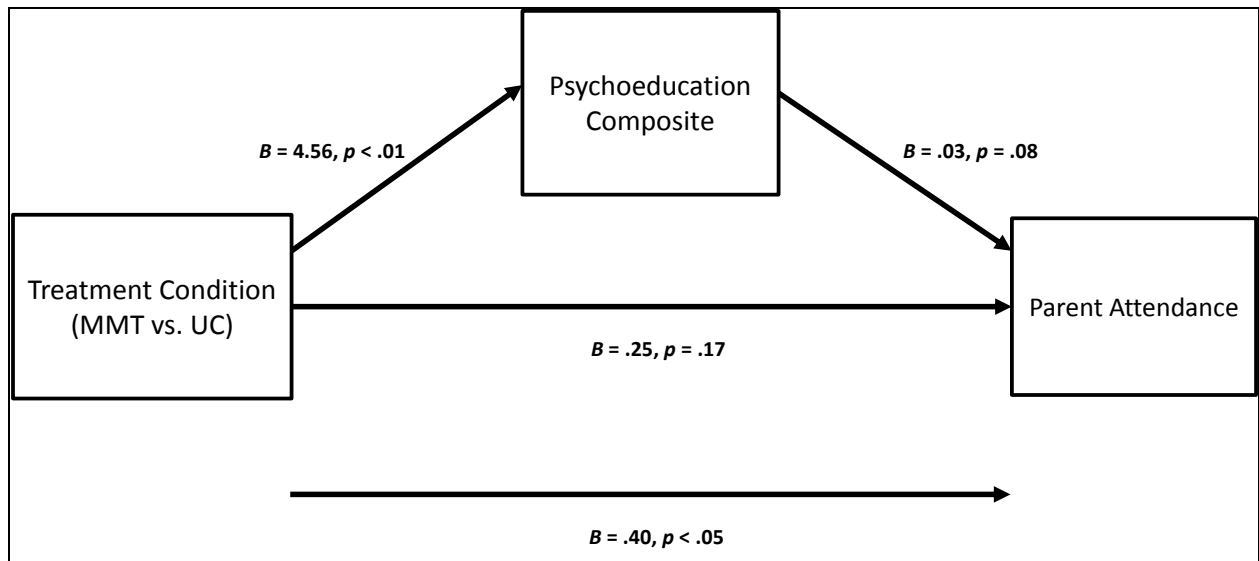 Psychoeducation
Composite
B = 4.56, p < .01
B = .03, p = .08
Treatment Condition
(MMT vs. UC)
Parent Attendance
B = .25, p = .17
B = .40, p < .05